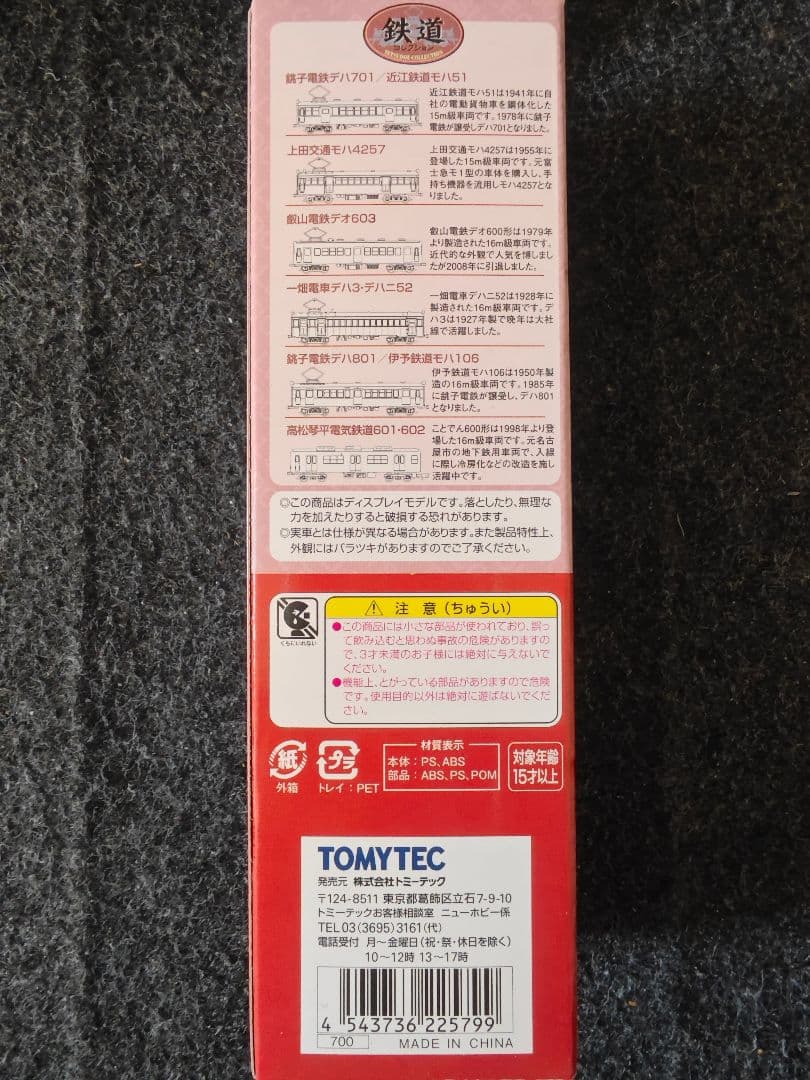 鉄道
コレクション
TETSUDOU COLLECTION
銚子電鉄デハ701／近江鉄道モハ51
近江鉄道モハ51は1941年に自
社の電動貨物車を鋼体化した
15m級車両です。1978年に銚子
電鉄が譲受しデハ701となりました。
上田交通モハ4257
上田交通モハ4257は1955年に
登場した15m級車両です。元富
士急モ1型の車体を購入し、手
持ち機器を流用しモハ4257とな
りました。
叡山電鉄デオ603
叡山電鉄デオ600形は1979年
より製造された16m級車両です。
近代的な外観で人気を博しまし
たが2008年に引退しました。
一畑電車デハ3・デハニ52
一畑電車デハニ52は1928年に
製造された16m級車両です。デ
ハ3は1927年製で晩年は大社
線で活躍しました。
銚子電鉄デハ801／伊予鉄道モハ106
伊予鉄道モハ106は1950年製
造の16m級車両です。1985年
に銚子電鉄が譲受し、デハ801
となりました。
高松琴平電気鉄道601・602
ことでん600形は1998年より登
場した16m級車両です。元名古
屋市の地下鉄用車両で、入線
に際し冷房化などの改造を施し
活躍中です。
◎この商品はディスプレイモデルです。落としたり、無理な
力を加えたりすると破損する恐れがあります。
◎実車とは仕様が異なる場合があります。また製品特性上、
外観にはバラツキがありますのでご了承ください。
くちにいれない
注 意（ちゅうい）
●この商品には小さな部品が使われており、誤っ
て飲み込むと思わぬ事故の危険がありますの
で、3才未満のお子様には絶対に与えないで
ください。
●機能上、とがっている部品がありますので危険
です。使用目的以外は絶対に遊ばないでくだ
さい。
紙
外箱
プラ
トレイ：PET
材質表示
本体：PS、ABS
部品：ABS、PS、POM
対象年齢
15才以上
TOMYTEC
発売元 株式会社トミーテック
〒124-8511 東京都葛飾区立石7-9-10
トミーテックお客様相談室 ニューホビー係
TEL 03(3695)3161(代)
電話受付 月～金曜日（祝・祭・休日を除く）
10～12時 13～17時
4 543736 225799
700
MADE IN CHINA